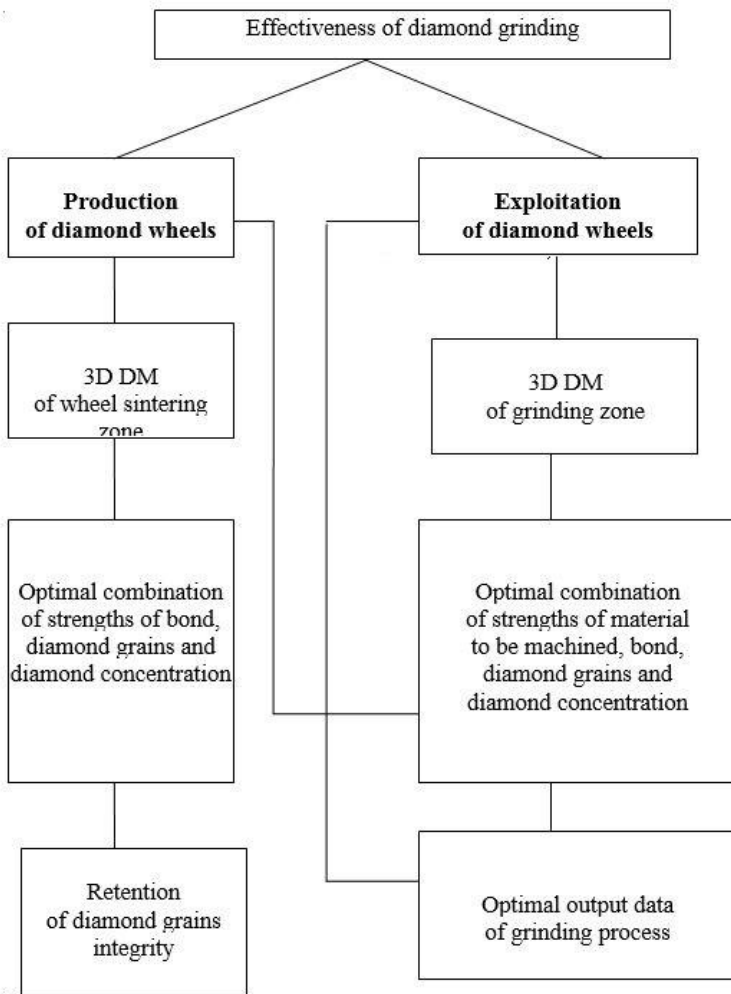 Effectiveness of diamond grinding
Production
of diamond wheels
Exploitation
of diamond wheels
3D DM
of wheel sintering
zone
3D DM
of grinding zone
Optimal combination
of strengths of bond,
diamond grains and
diamond concentration
Optimal combination
of strengths of material
to be machined, bond,
diamond grains and
diamond concentration
Retention
of diamond grains
integrity
Optimal output data
of grinding process